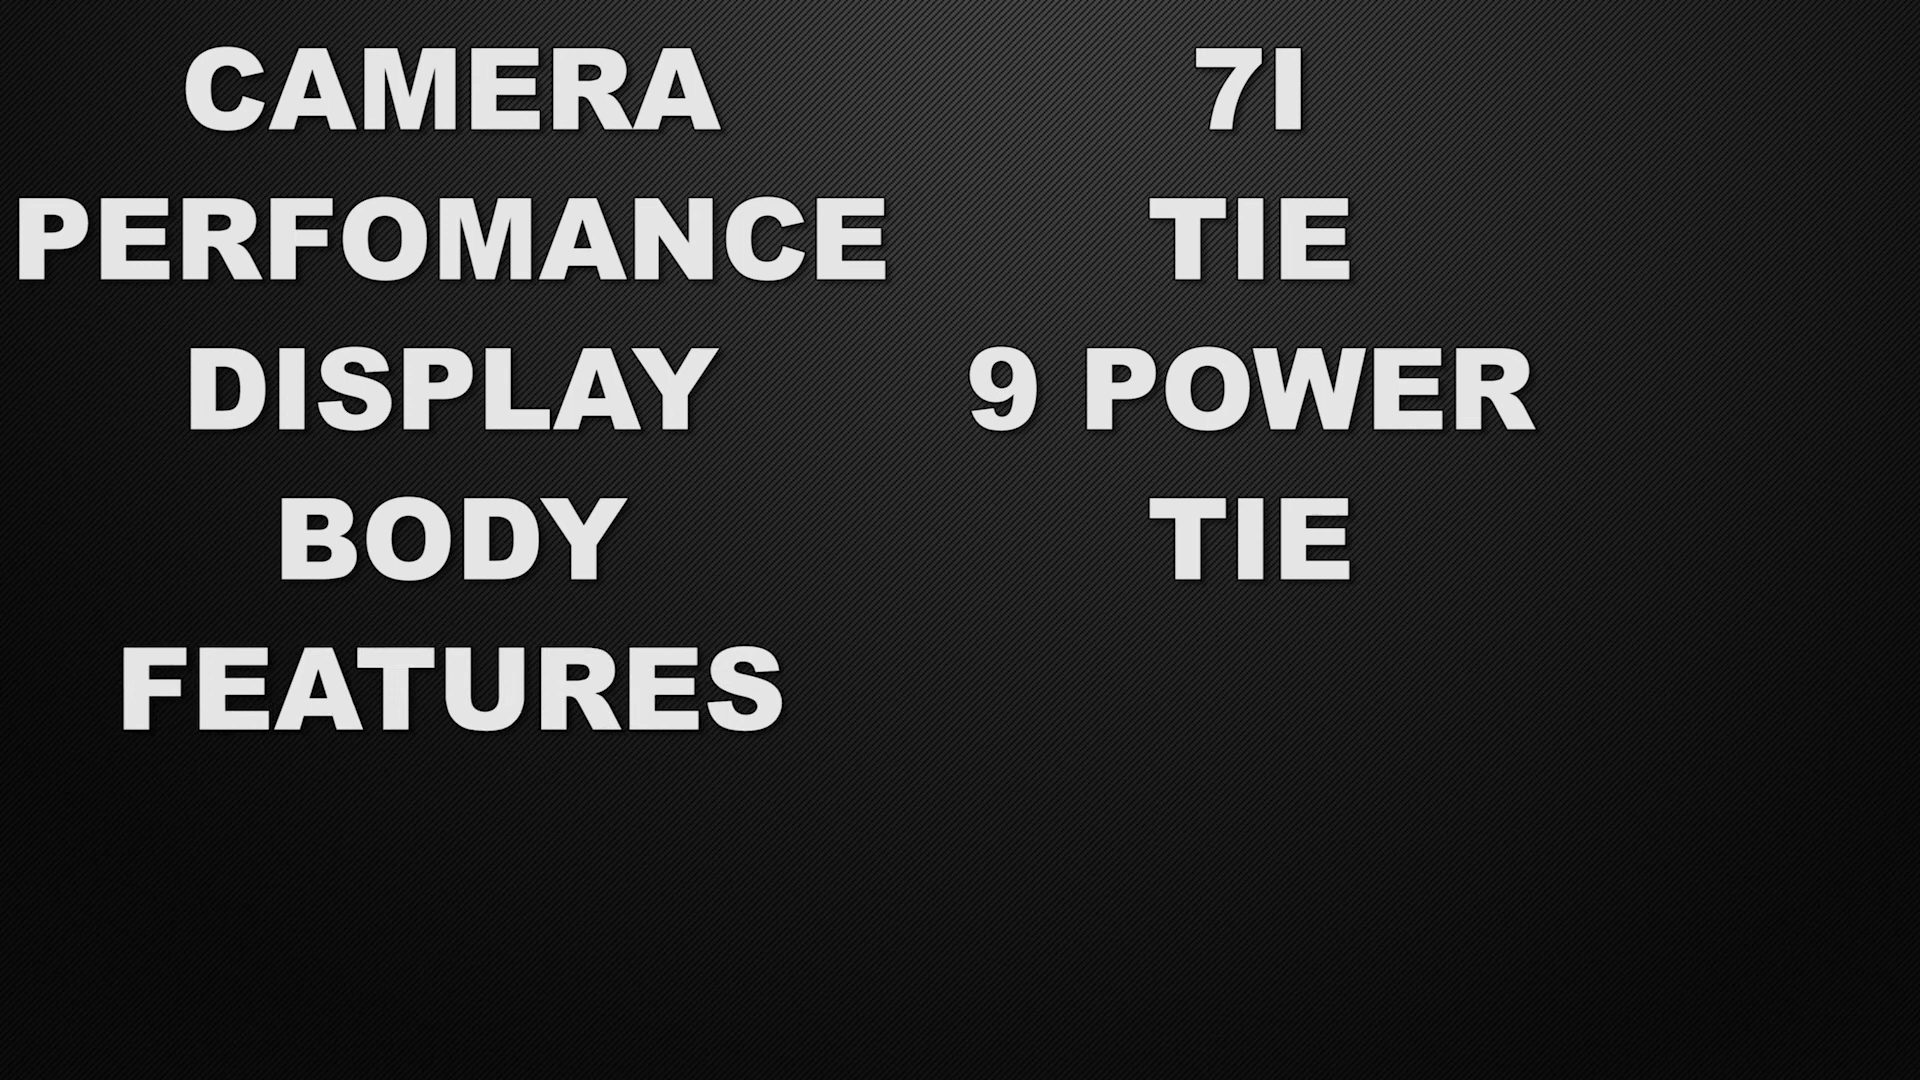 CAMERA 7I
PERFOMANCE TIE
DISPLAY 9 POWER
BODY TIE
FEATURES